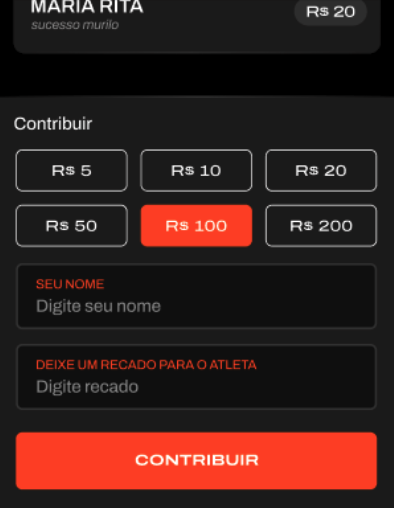 MARIA RITA
R$ 20
sucesso murilo
Contribuir
R$ 5
R$ 10
R$ 20
R$ 50
R$ 100
R$ 200
SEU NOME
Digite seu nome
DEIXE UM RECADO PARA O ATLETA
Digite recado
CONTRIBUIR